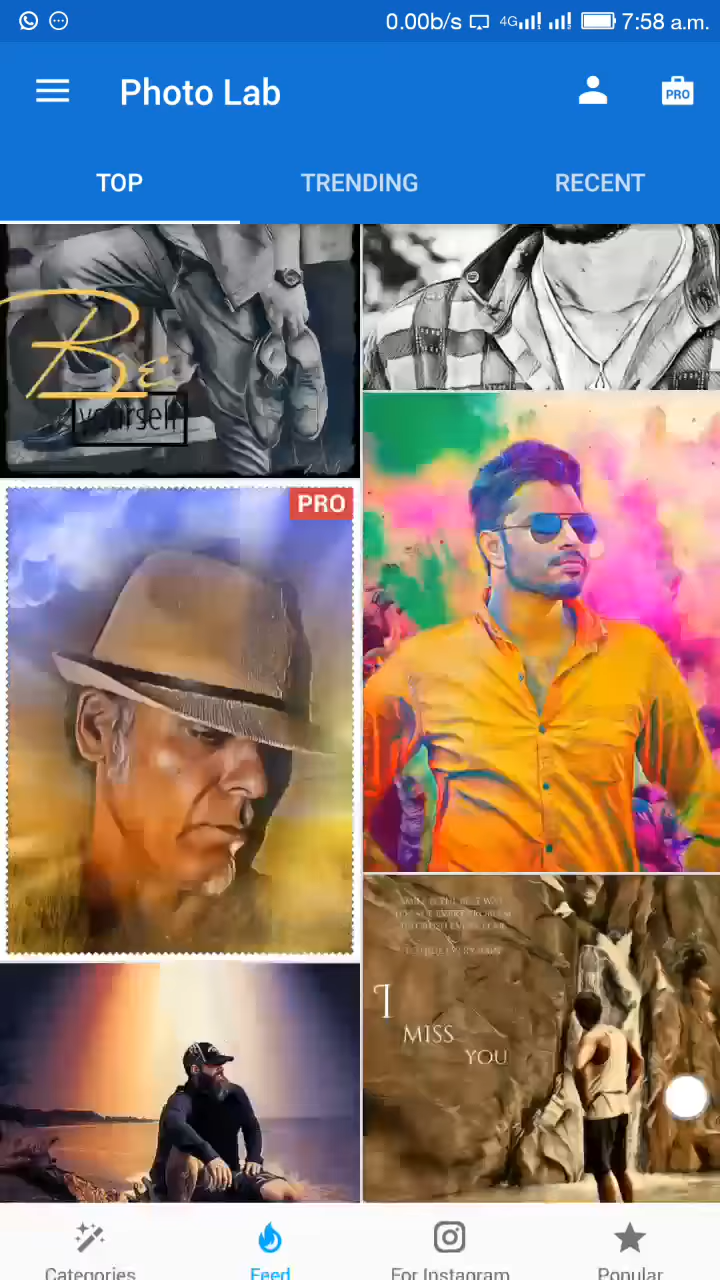 0.00b/s 4G 7:58 a.m.
Photo Lab
PRO
TOP
TRENDING
RECENT
Be
yourself
PRO
I
MISS
YOU
Categories
Feed
For Instagram
Popular